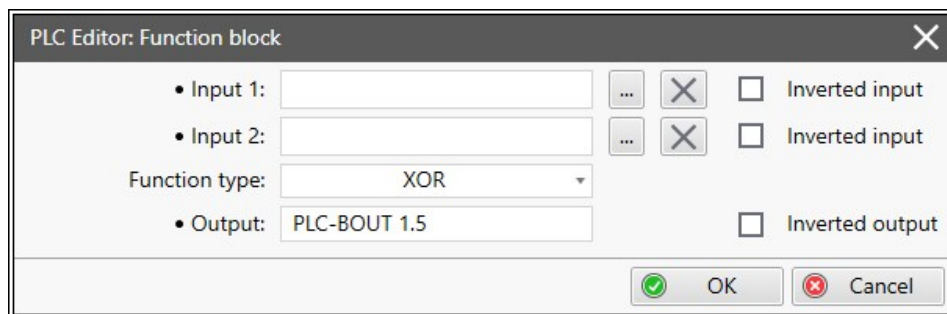 PLC Editor: Function block
• Input 1: ... Inverted input
• Input 2: ... Inverted input
Function type: XOR
• Output: PLC-BOUT 1.5 Inverted output
OK Cancel